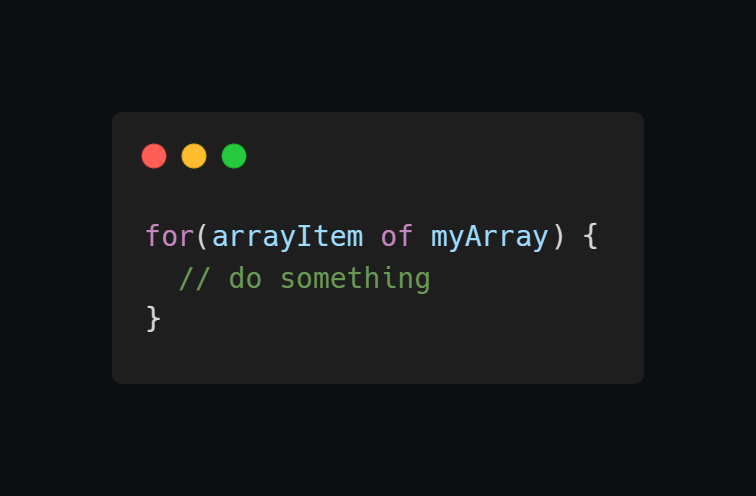 for(arrayItem of myArray) {
  // do something
}